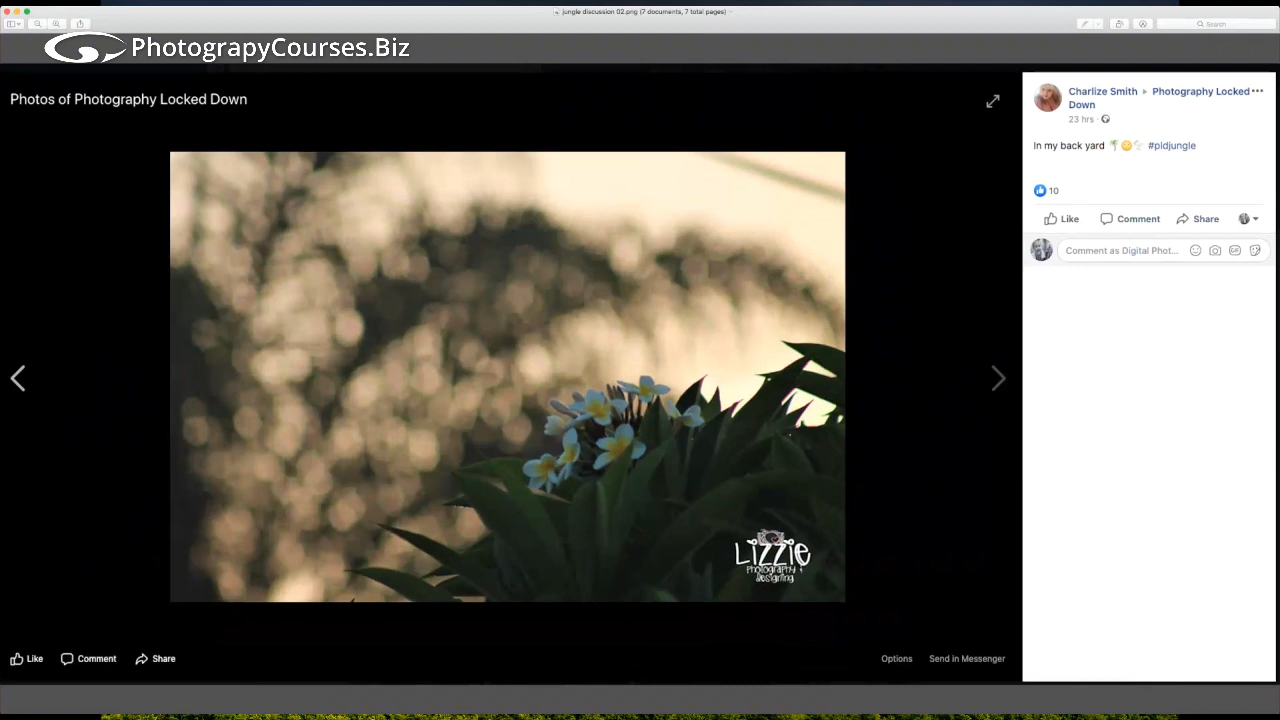 jungle discussion 02.png (7 documents, 7 total pages)
Search
PhotograpyCourses.Biz
Photos of Photography Locked Down
Lizzie
Photography &
Designing
Like
Comment
Share
Options
Send in Messenger
Charlize Smith ▸ Photography Locked Down
23 hrs ·
In my back yard 🌴😳🕊 #pldjungle
10
Like
Comment
Share
Comment as Digital Phot...
GIF